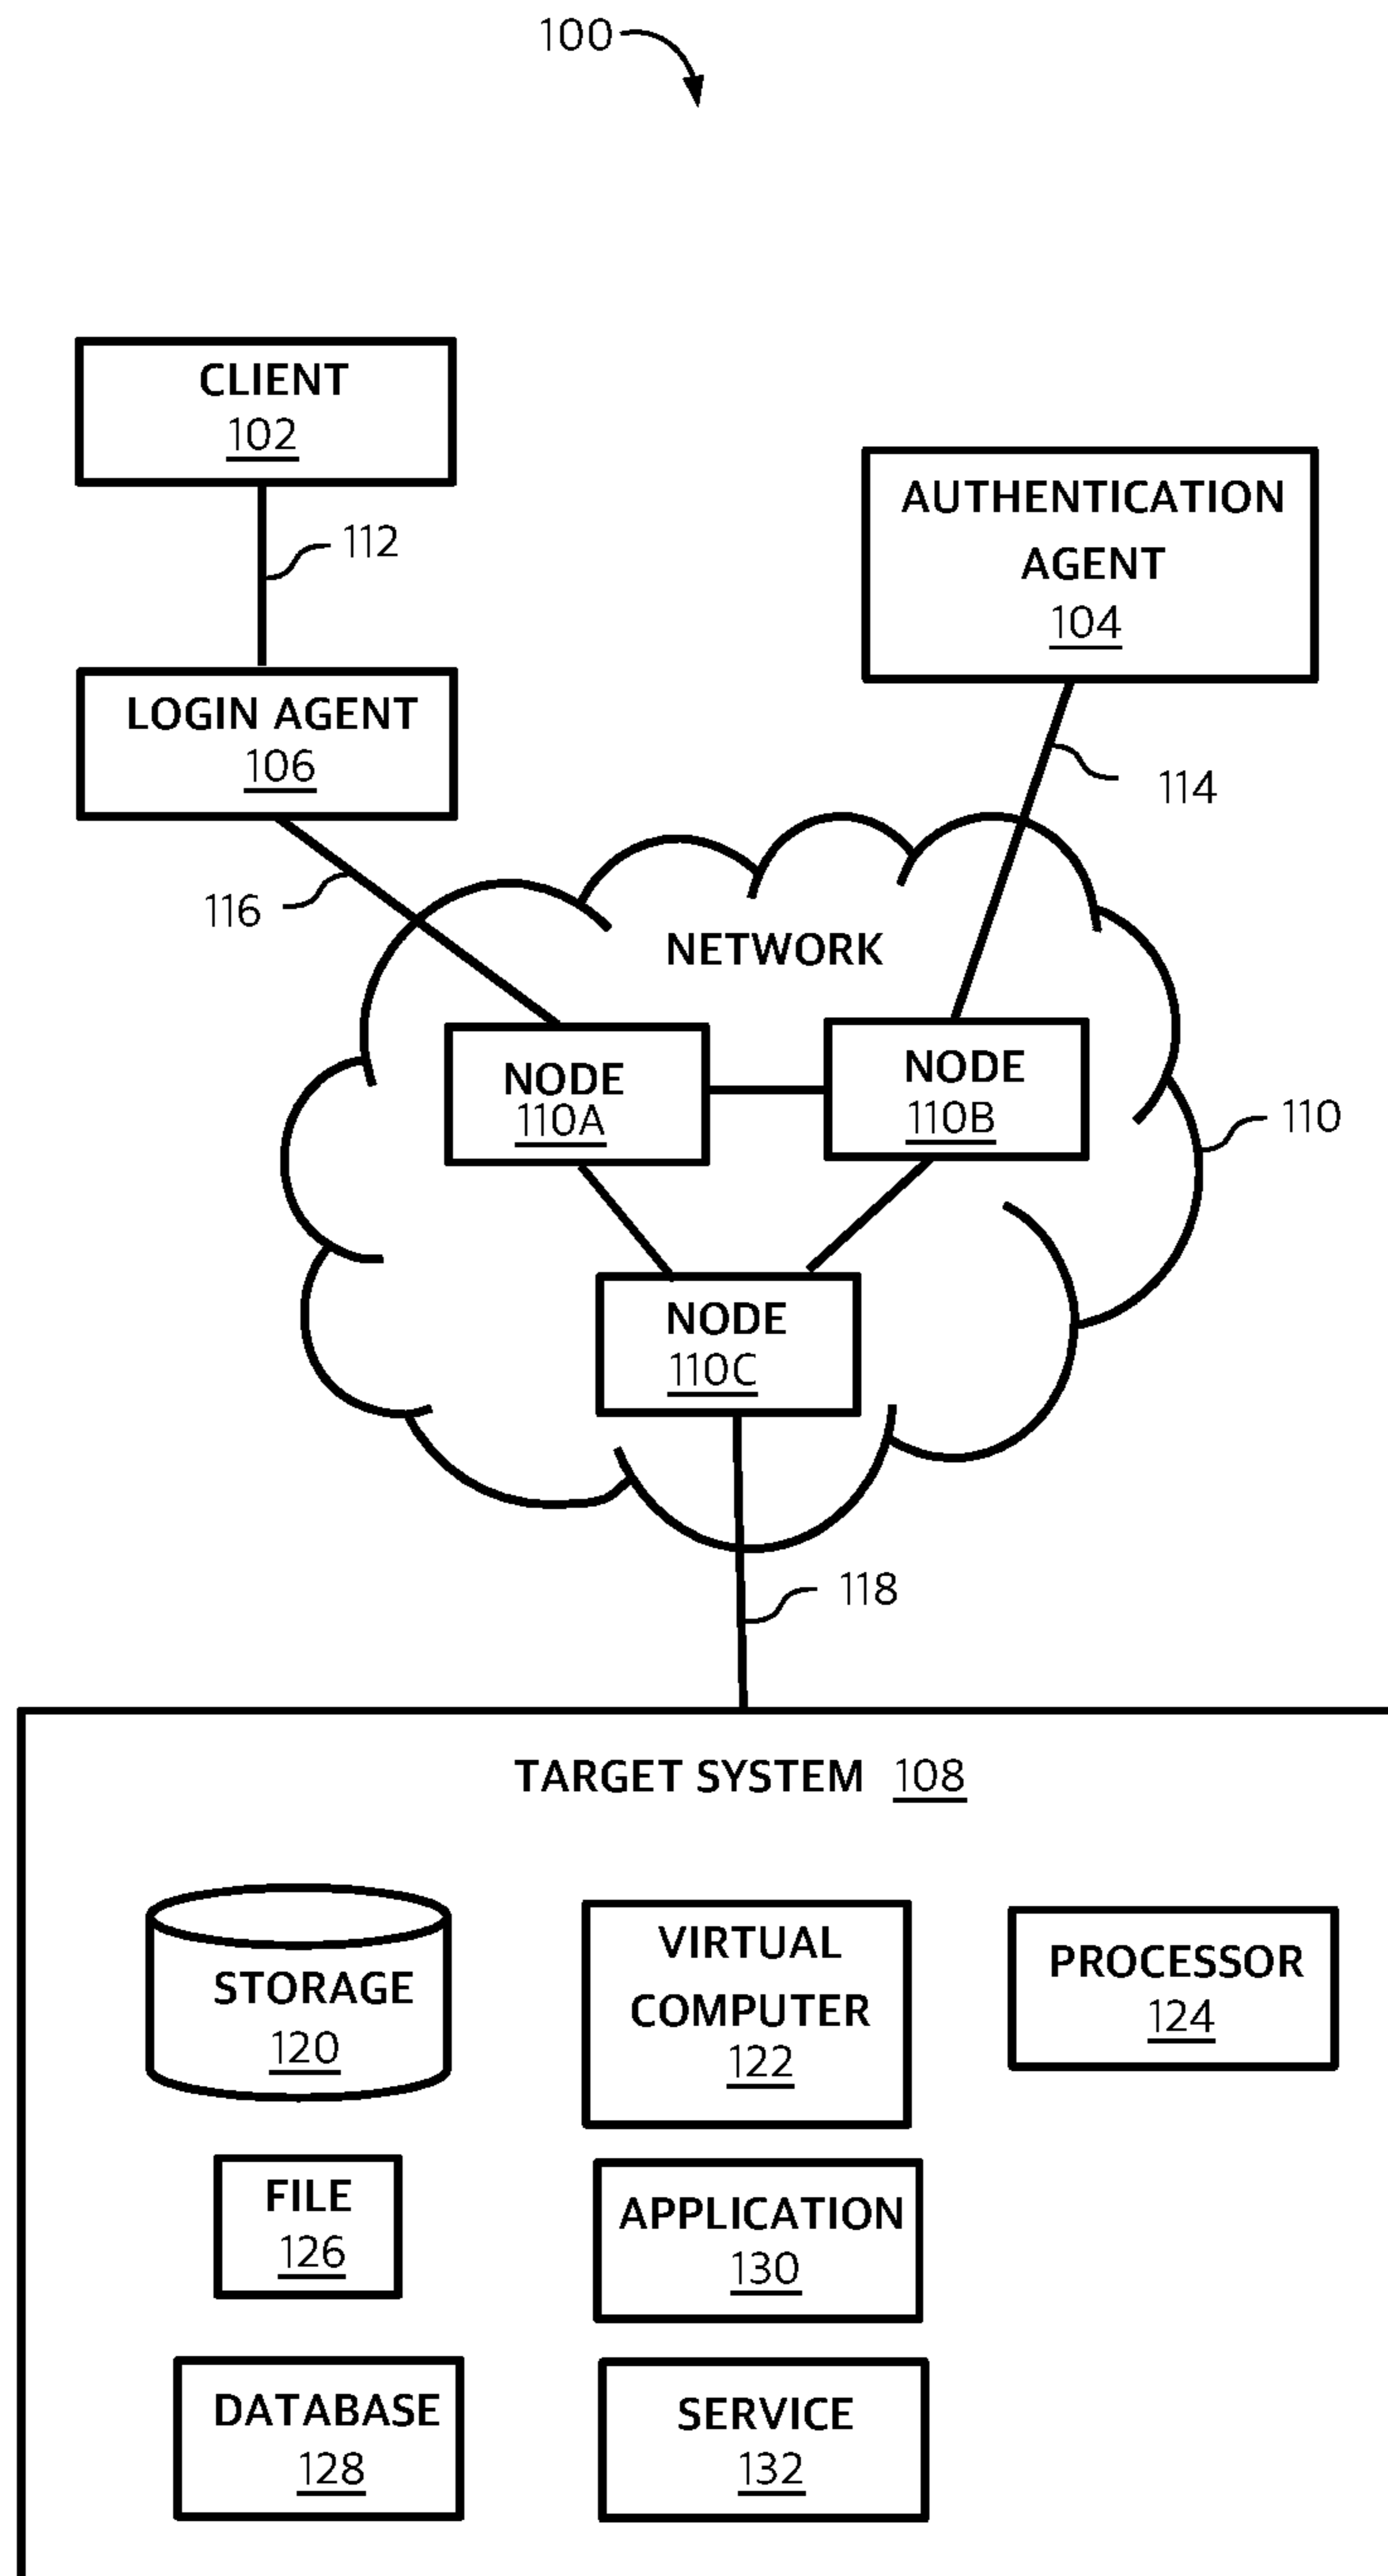 100
CLIENT
102
112
AUTHENTICATION
AGENT
104
LOGIN AGENT
106
114
116
NETWORK
NODE
110A
NODE
110B
110
NODE
110C
118
TARGET SYSTEM 108
STORAGE
120
VIRTUAL
COMPUTER
122
PROCESSOR
124
FILE
126
APPLICATION
130
DATABASE
128
SERVICE
132